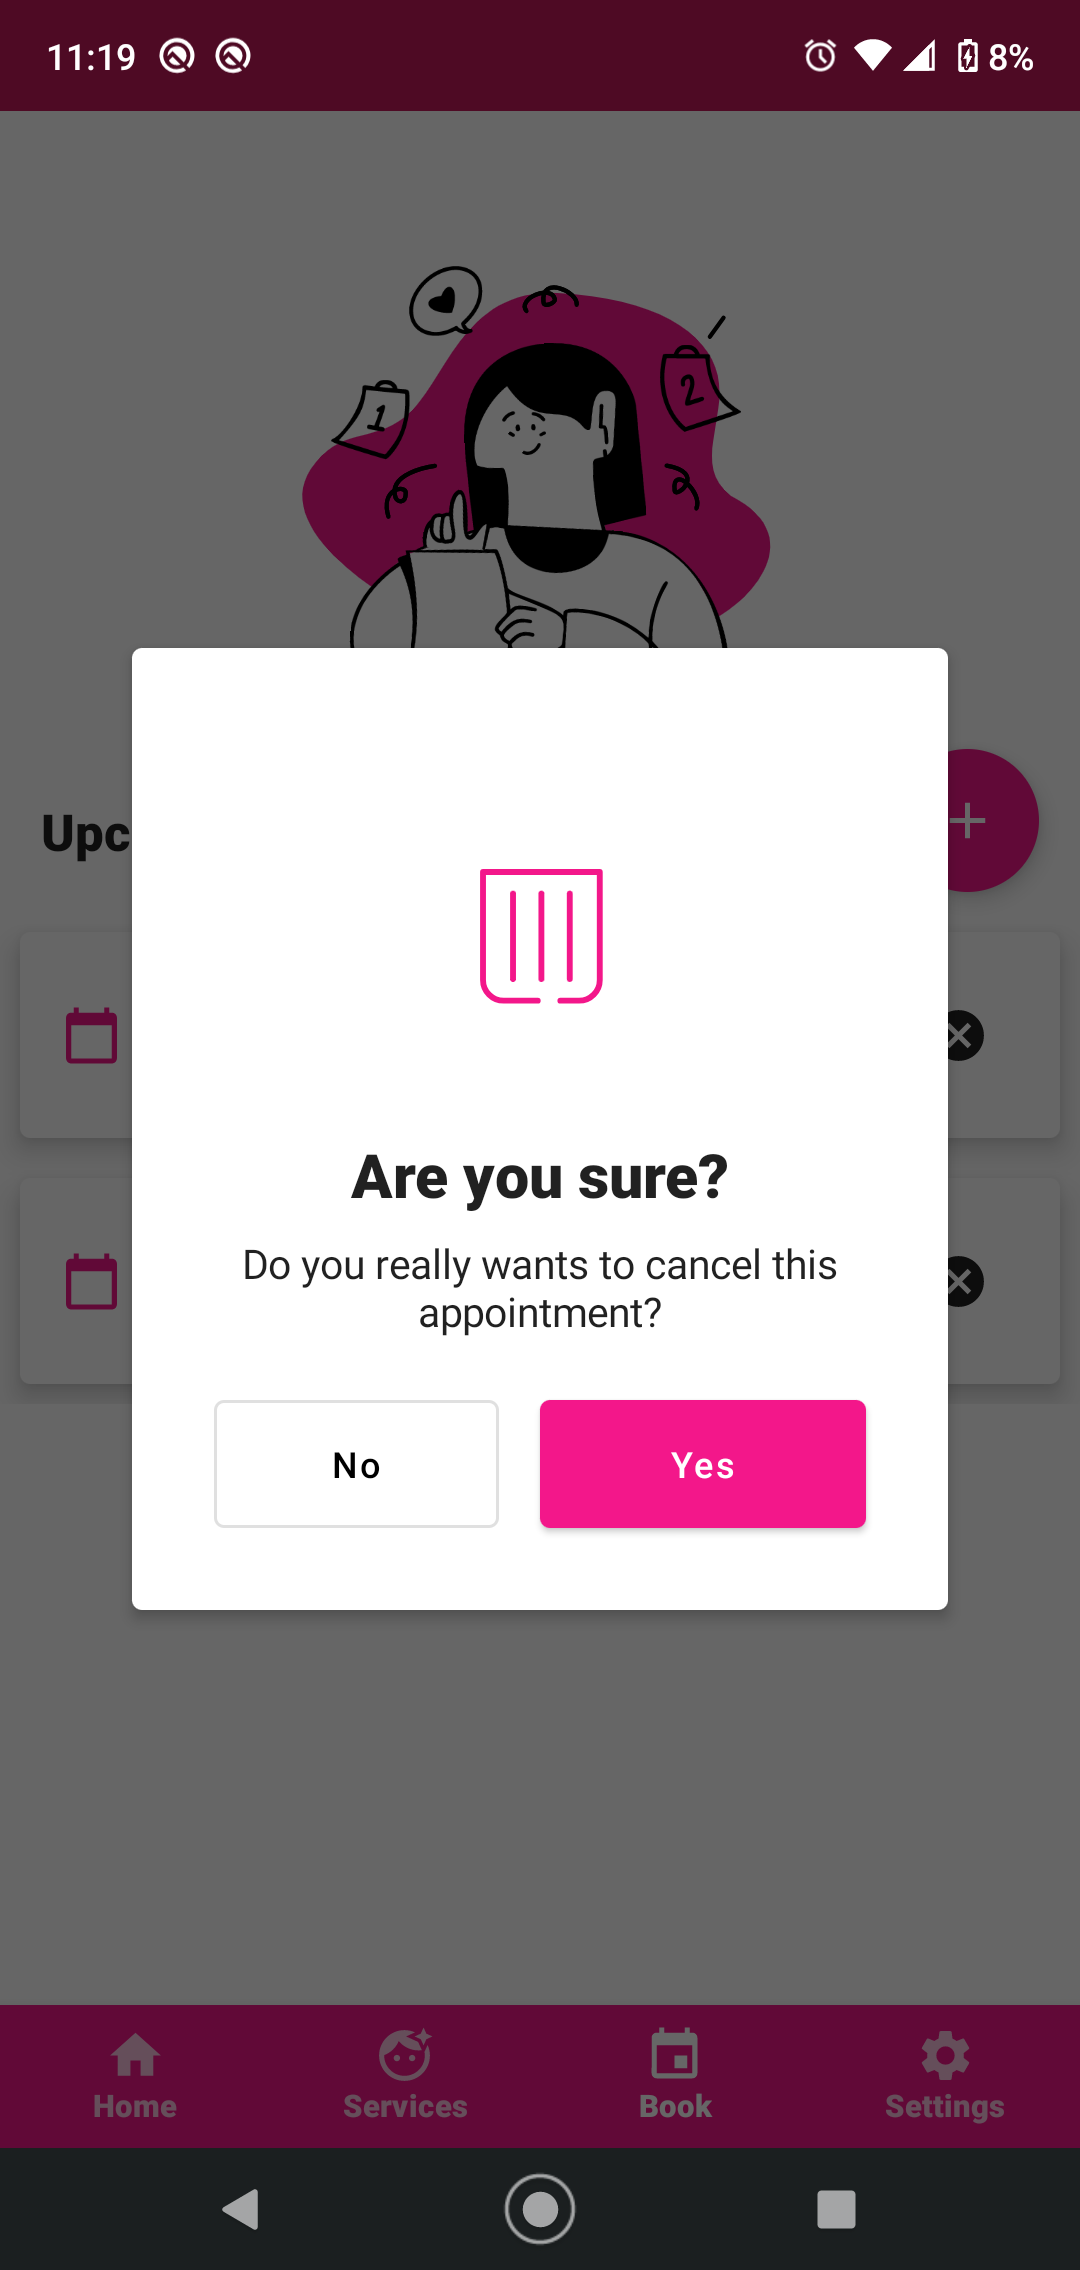 11:19
8%
1
2
Upc
Are you sure?
Do you really wants to cancel this
appointment?
No Yes
Home Services Book Settings